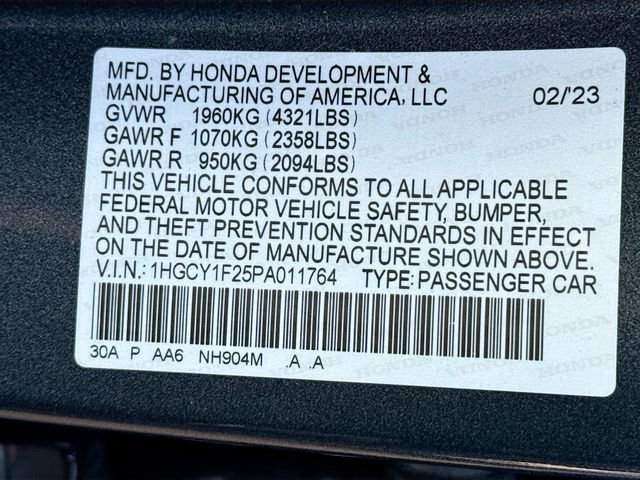 MFD. BY HONDA DEVELOPMENT &
MANUFACTURING OF AMERICA, LLC 02/'23
GVWR 1960KG (4321LBS)
GAWR F 1070KG (2358LBS)
GAWR R 950KG (2094LBS)
THIS VEHICLE CONFORMS TO ALL APPLICABLE
FEDERAL MOTOR VEHICLE SAFETY, BUMPER,
AND THEFT PREVENTION STANDARDS IN EFFECT
ON THE DATE OF MANUFACTURE SHOWN ABOVE.
V.I.N.: 1HGCY1F25PA011764 TYPE: PASSENGER CAR
30A P AA6 NH904M .A .A